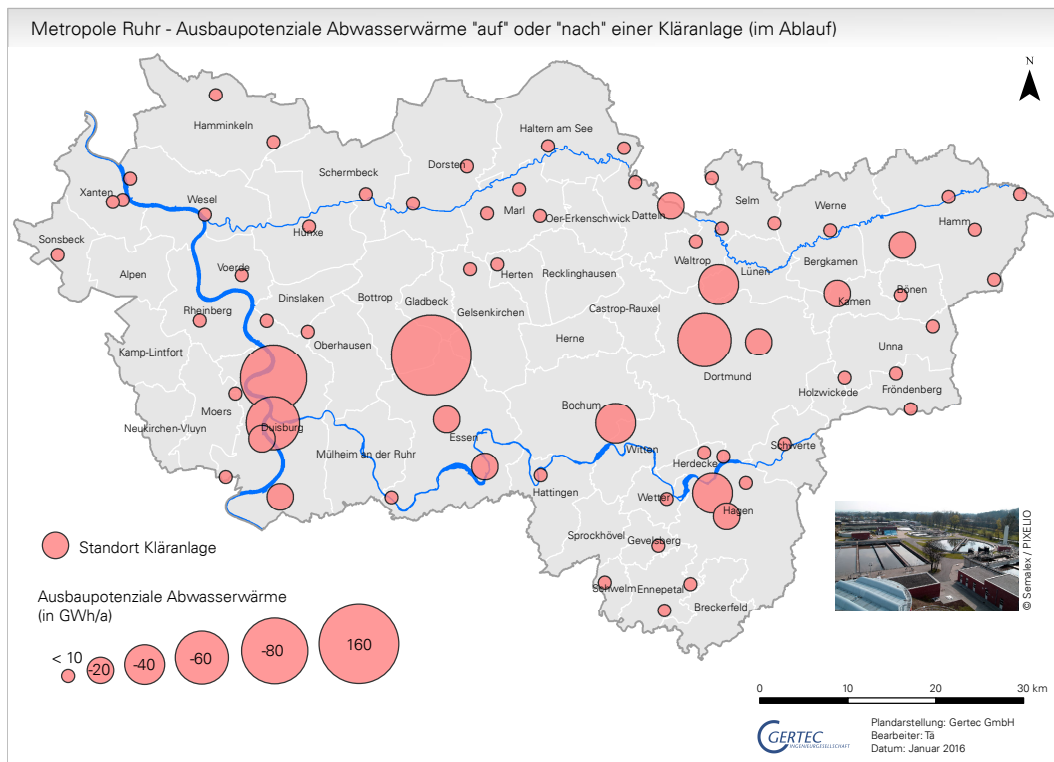 Metropole Ruhr - Ausbaupotenziale Abwasserwärme "auf" oder "nach" einer Kläranlage (im Ablauf)
N
Hamminkeln
Haltern am See
Dorsten
Schermbeck
Xanten
Wesel
Marl
Oer-Erkenschwick
Datteln
Selm
Werne
Hamm
Hünxe
Sonsbeck
Alpen
Voerde
Herten
Recklinghausen
Waltrop
Lünen
Bergkamen
Bönen
Kamen
Dinslaken
Bottrop
Gladbeck
Gelsenkirchen
Castrop-Rauxel
Rheinberg
Oberhausen
Herne
Unna
Kamp-Lintfort
Dortmund
Holzwickede
Fröndenberg
Moers
Neukirchen-Vluyn
Duisburg
Bochum
Essen
Mülheim an der Ruhr
Witten
Schwerte
Herdecke
Hattingen
Wetter
Hagen
Sprockhövel
Gevelsberg
Schwelm
Ennepetal
Breckerfeld
Standort Kläranlage
Ausbaupotenziale Abwasserwärme
(in GWh/a)
< 10
-20
-40
-60
-80
160
© Semalex / PIXELIO
0 10 20 30 km
GERTEC
INGENIEURGESELLSCHAFT
Plandarstellung: Gertec GmbH
Bearbeiter: Tä
Datum: Januar 2016